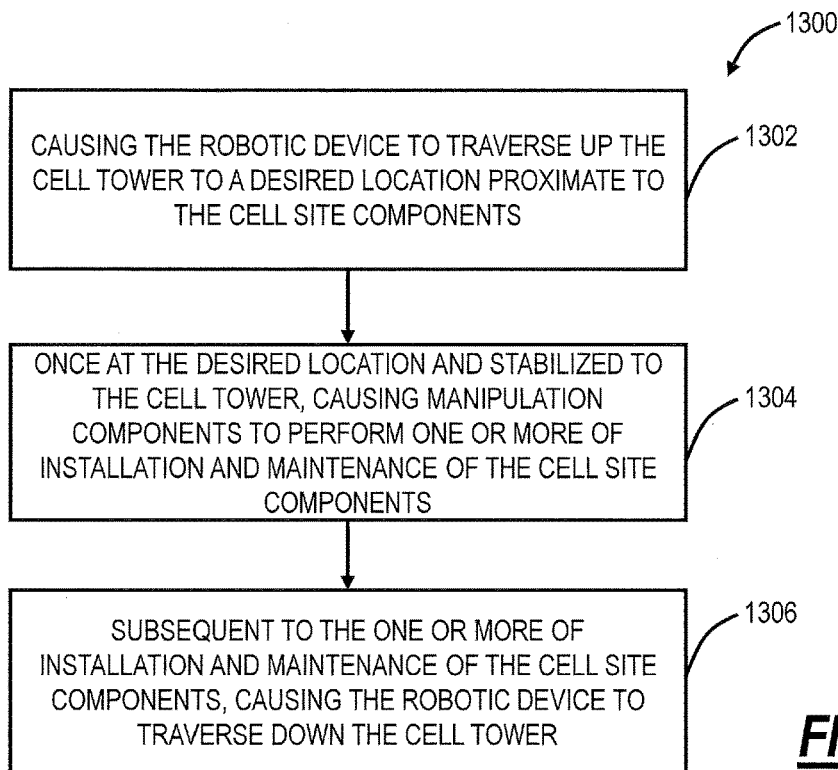 1300
CAUSING THE ROBOTIC DEVICE TO TRAVERSE UP THE
CELL TOWER TO A DESIRED LOCATION PROXIMATE TO
THE CELL SITE COMPONENTS
1302
ONCE AT THE DESIRED LOCATION AND STABILIZED TO
THE CELL TOWER, CAUSING MANIPULATION
COMPONENTS TO PERFORM ONE OR MORE OF
INSTALLATION AND MAINTENANCE OF THE CELL SITE
COMPONENTS
1304
SUBSEQUENT TO THE ONE OR MORE OF
INSTALLATION AND MAINTENANCE OF THE CELL SITE
COMPONENTS, CAUSING THE ROBOTIC DEVICE TO
TRAVERSE DOWN THE CELL TOWER
1306